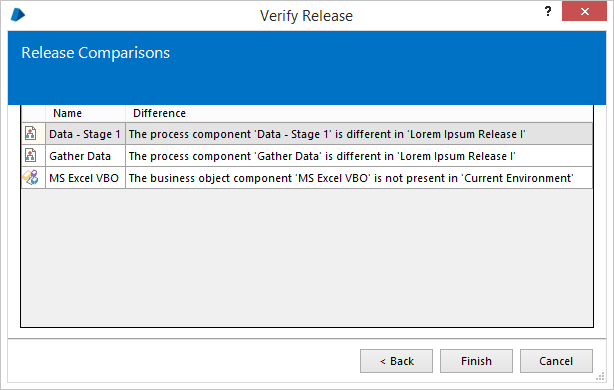 Verify Release
?
Release Comparisons
Name Difference
Data - Stage 1 The process component 'Data - Stage 1' is different in 'Lorem Ipsum Release I'
Gather Data The process component 'Gather Data' is different in 'Lorem Ipsum Release I'
MS Excel VBO The business object component 'MS Excel VBO' is not present in 'Current Environment'
< Back Finish Cancel